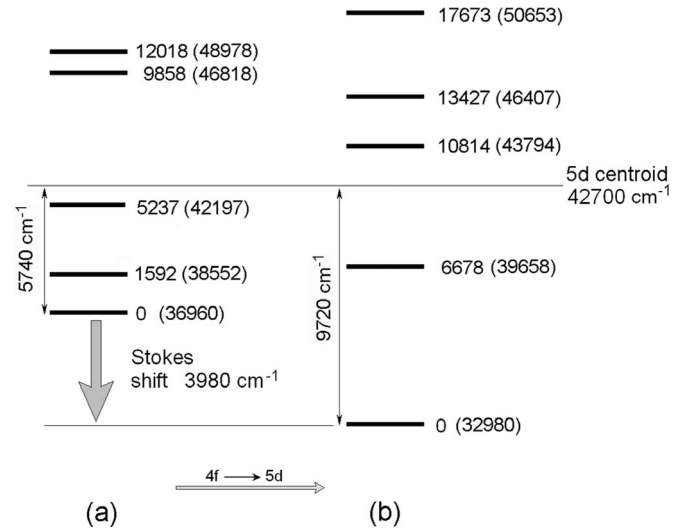 12018 (48978)
9858 (46818)
5740 cm-1
5237 (42197)
1592 (38552)
0 (36960)
Stokes
shift 3980 cm-1
17673 (50653)
13427 (46407)
10814 (43794)
5d centroid
42700 cm-1
9720 cm-1
6678 (39658)
0 (32980)
4f → 5d
(a)
(b)